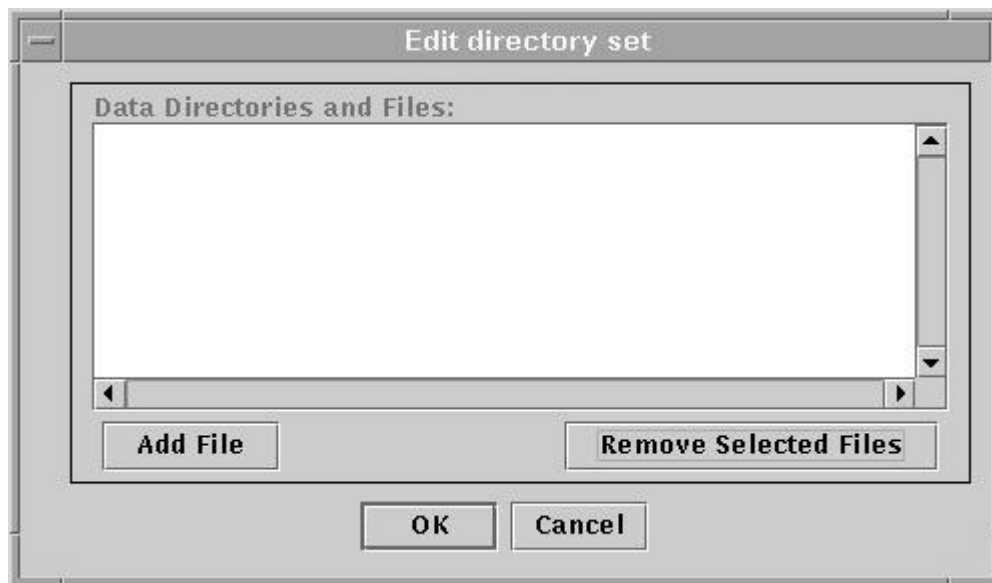 Edit directory set
Data Directories and Files:
Add File
Remove Selected Files
OK
Cancel